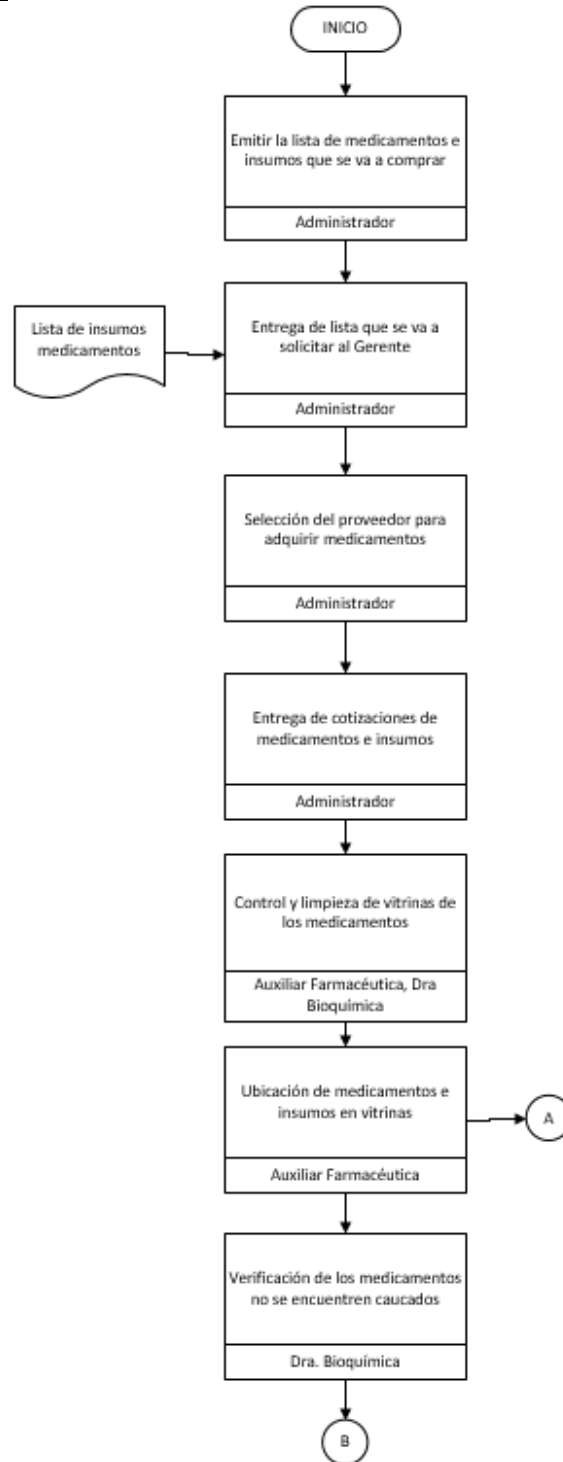 INICIO
Emitir la lista de medicamentos e
insumos que se va a comprar
Administrador
Lista de insumos
medicamentos
Entrega de lista que se va a
solicitar al Gerente
Administrador
Selección del proveedor para
adquirir medicamentos
Administrador
Entrega de cotizaciones de
medicamentos e insumos
Administrador
Control y limpieza de vitrinas de
los medicamentos
Auxiliar Farmacéutica, Dra
Bioquímica
Ubicación de medicamentos e
insumos en vitrinas
A
Auxiliar Farmacéutica
Verificación de los medicamentos
no se encuentren caucados
Dra. Bioquímica
B